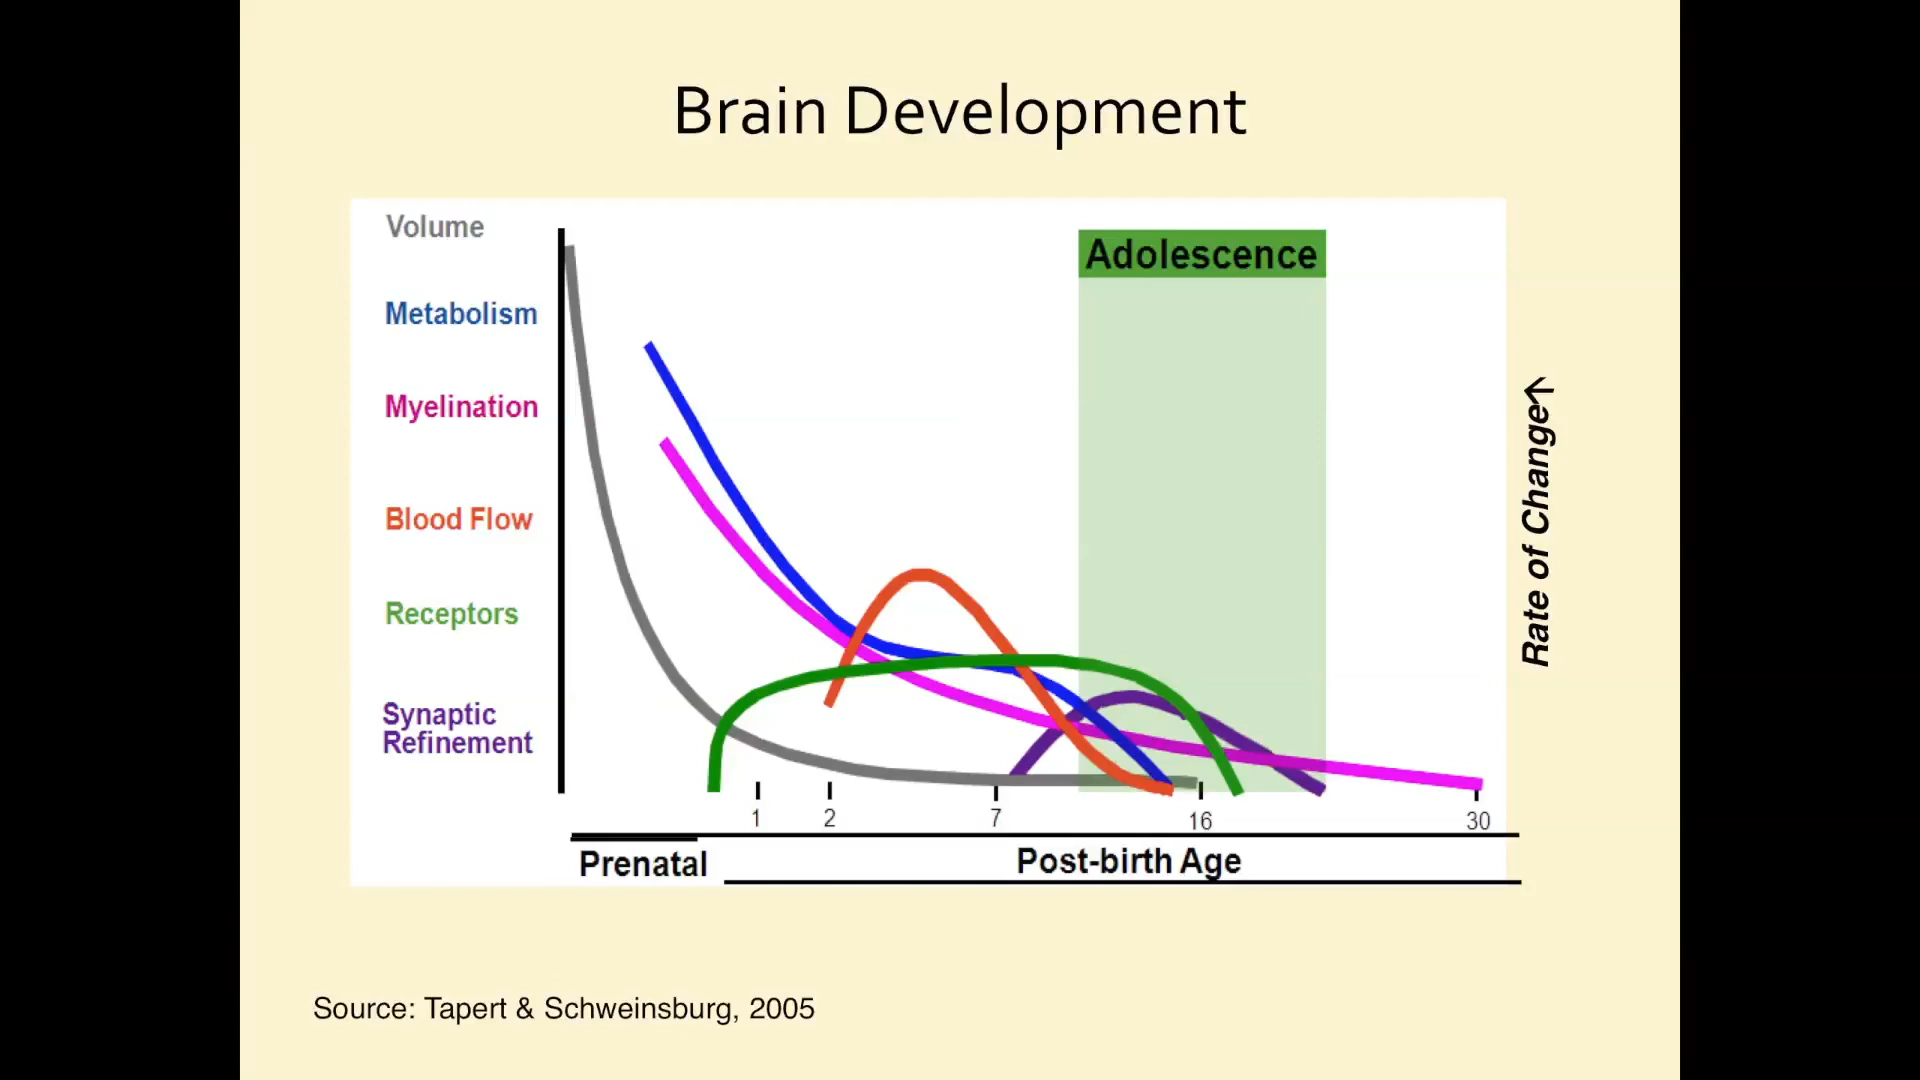 Brain Development
Volume
Adolescence
Metabolism
Myelination
Blood Flow
Receptors
Synaptic
Refinement
Rate of Change→
1
2
7
16
30
Prenatal
Post-birth Age
Source: Tapert & Schweinsburg, 2005